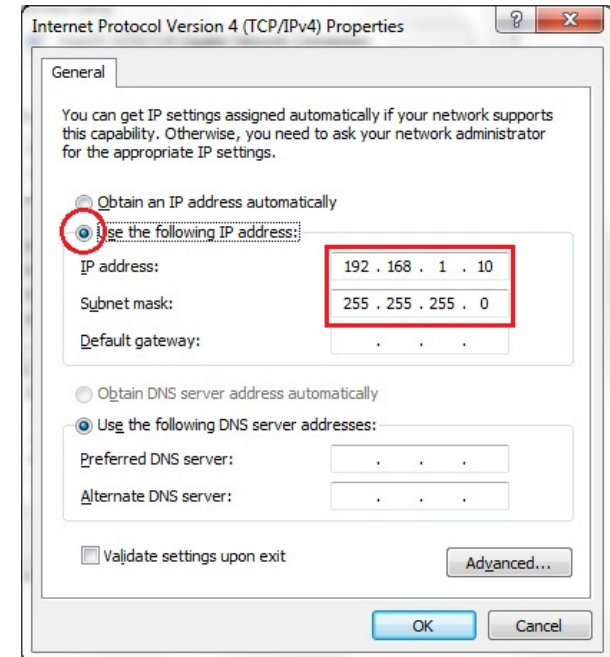 Internet Protocol Version 4 (TCP/IPv4) Properties
General
You can get IP settings assigned automatically if your network supports
this capability. Otherwise, you need to ask your network administrator
for the appropriate IP settings.
Obtain an IP address automatically
Use the following IP address:
IP address: 192 . 168 . 1 . 10
Subnet mask: 255 . 255 . 255 . 0
Default gateway: . . .
Obtain DNS server address automatically
Use the following DNS server addresses:
Preferred DNS server: . . .
Alternate DNS server: . . .
Validate settings upon exit
Advanced...
OK Cancel